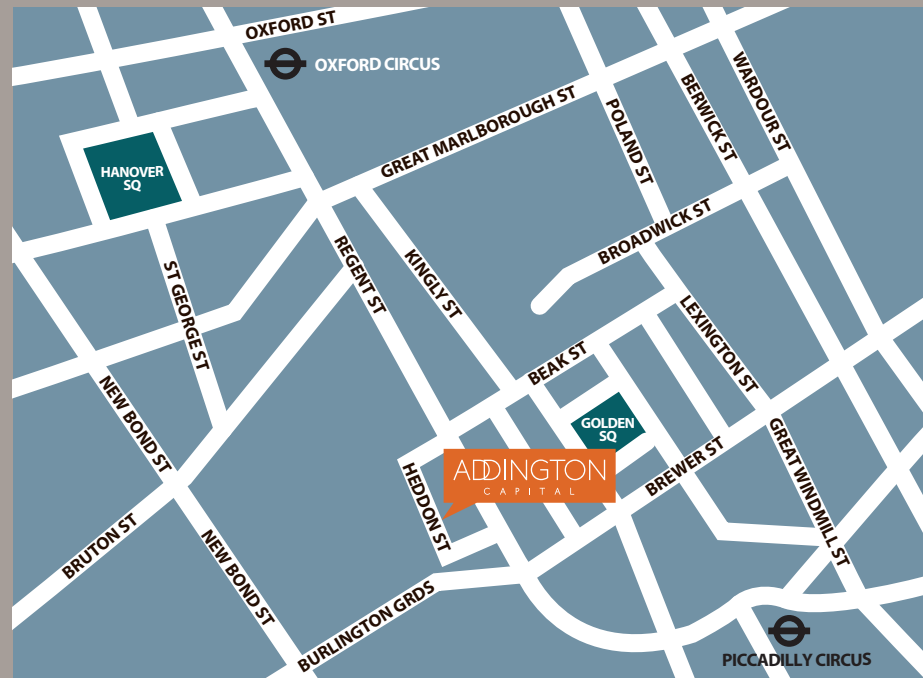 OXFORD ST
OXFORD CIRCUS
WARDOUR ST
BERWICK ST
POLAND ST
GREAT MARLBOROUGH ST
HANOVER
SQ
BROADWICK ST
REGENT ST
KINGLY ST
ST GEORGE ST
LEXINGTON ST
BEAK ST
NEW BOND ST
GOLDEN
SQ
GREAT WINDMILL ST
BREWER ST
ADDINGTON
CAPITAL
HEDDON ST
BRUTON ST
NEW BOND ST
BURLINGTON GRDS
PICCADILLY CIRCUS